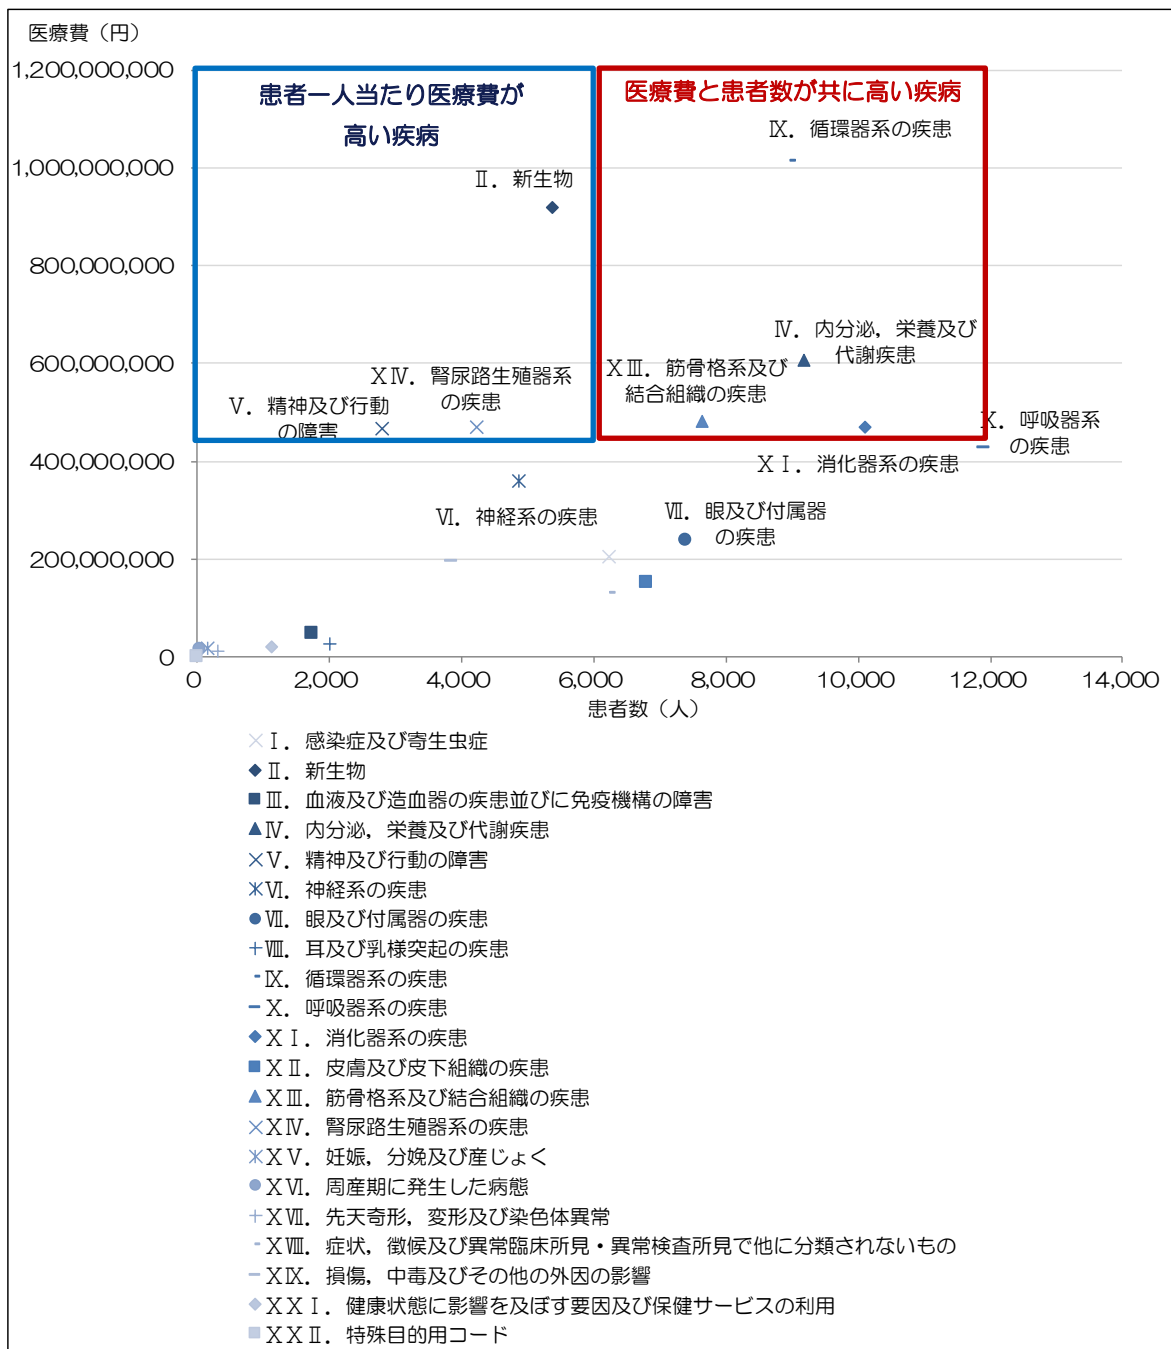 医療費（円）
1,200,000,000
1,000,000,000
800,000,000
600,000,000
400,000,000
200,000,000
0
患者一人当たり医療費が
高い疾病
医療費と患者数が共に高い疾病
Ⅸ．循環器系の疾患
Ⅱ．新生物
Ⅳ．内分泌，栄養及び
代謝疾患
ⅩⅢ．筋骨格系及び
結合組織の疾患
ⅩⅣ．腎尿路生殖器系
の疾患
Ⅴ．精神及び行動
の障害
Ⅹ．呼吸器系
の疾患
ⅩⅠ．消化器系の疾患
Ⅵ．神経系の疾患
Ⅶ．眼及び付属器
の疾患
0 2,000 4,000 6,000 8,000 10,000 12,000 14,000
患者数（人）
Ⅰ．感染症及び寄生虫症
Ⅱ．新生物
Ⅲ．血液及び造血器の疾患並びに免疫機構の障害
Ⅳ．内分泌，栄養及び代謝疾患
Ⅴ．精神及び行動の障害
Ⅵ．神経系の疾患
Ⅶ．眼及び付属器の疾患
Ⅷ．耳及び乳様突起の疾患
Ⅸ．循環器系の疾患
Ⅹ．呼吸器系の疾患
ⅩⅠ．消化器系の疾患
ⅩⅡ．皮膚及び皮下組織の疾患
ⅩⅢ．筋骨格系及び結合組織の疾患
ⅩⅣ．腎尿路生殖器系の疾患
ⅩⅤ．妊娠，分娩及び産じょく
ⅩⅥ．周産期に発生した病態
ⅩⅦ．先天奇形，変形及び染色体異常
ⅩⅧ．症状，徴候及び異常臨床所見・異常検査所見で他に分類されないもの
ⅩⅨ．損傷，中毒及びその他の外因の影響
ⅩⅩⅠ．健康状態に影響を及ぼす要因及び保健サービスの利用
ⅩⅩⅡ．特殊目的用コード